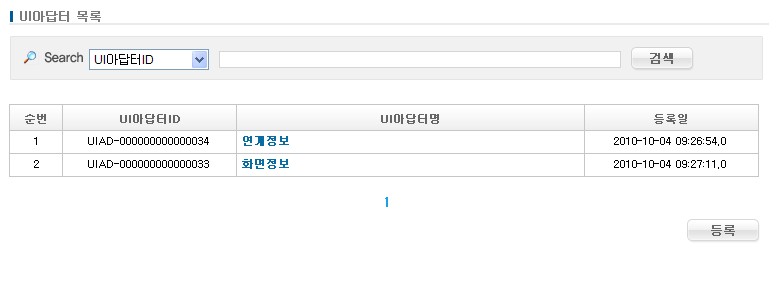 UI아답터 목록
Search UI아답터ID 검색
순번 UI아답터ID UI아답터명 등록일
1 UIAD-000000000000034 연계정보 2010-10-04 09:26:54,0
2 UIAD-000000000000033 화면정보 2010-10-04 09:27:11,0
1
등록